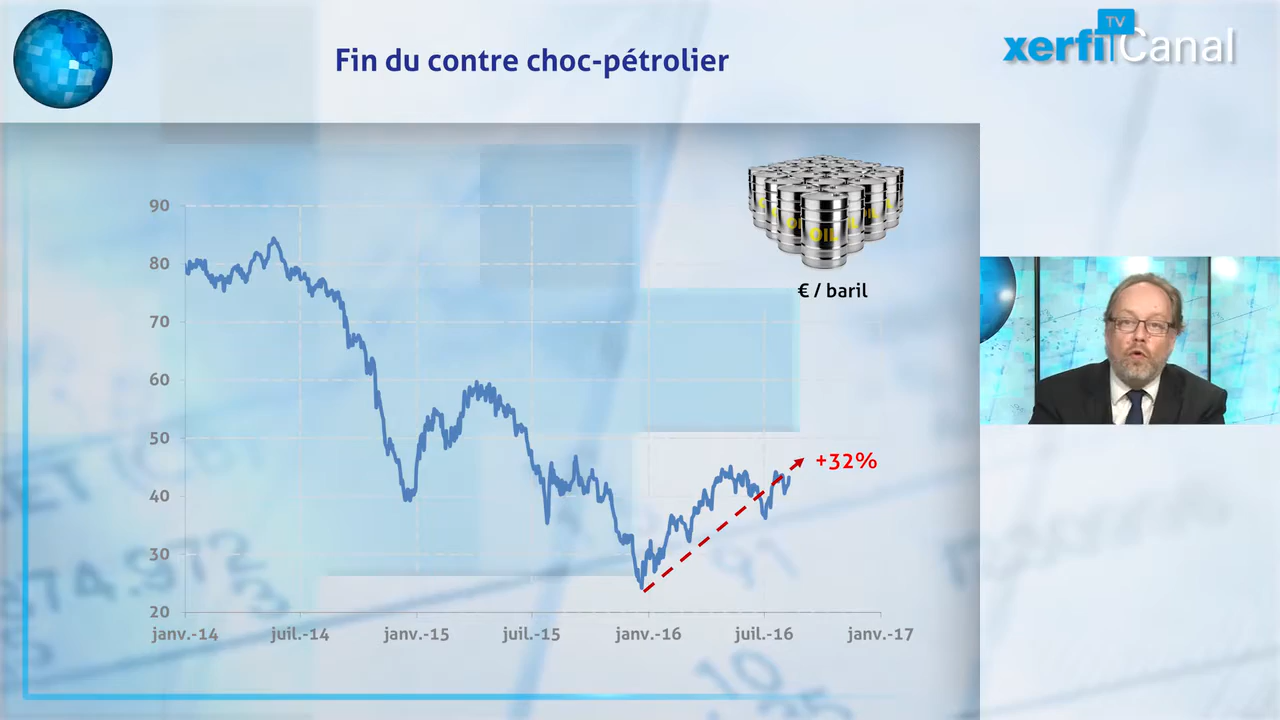 Fin du contre choc-pétrolier
xerfi TV Canal
OIL
€ / baril
90
80
70
60
50
40
30
20
+32%
janv.-14 juil.-14 janv.-15 juil.-15 janv.-16 juil.-16 janv.-17